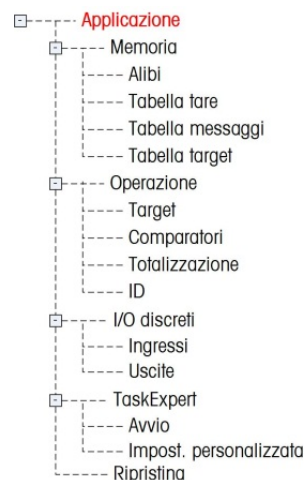 Applicazione
Memoria
Alibi
Tabella tare
Tabella messaggi
Tabella target
Operazione
Target
Comparatori
Totalizzazione
ID
I/O discreti
Ingressi
Uscite
TaskExpert
Avvio
Impost. personalizzata
Ripristina